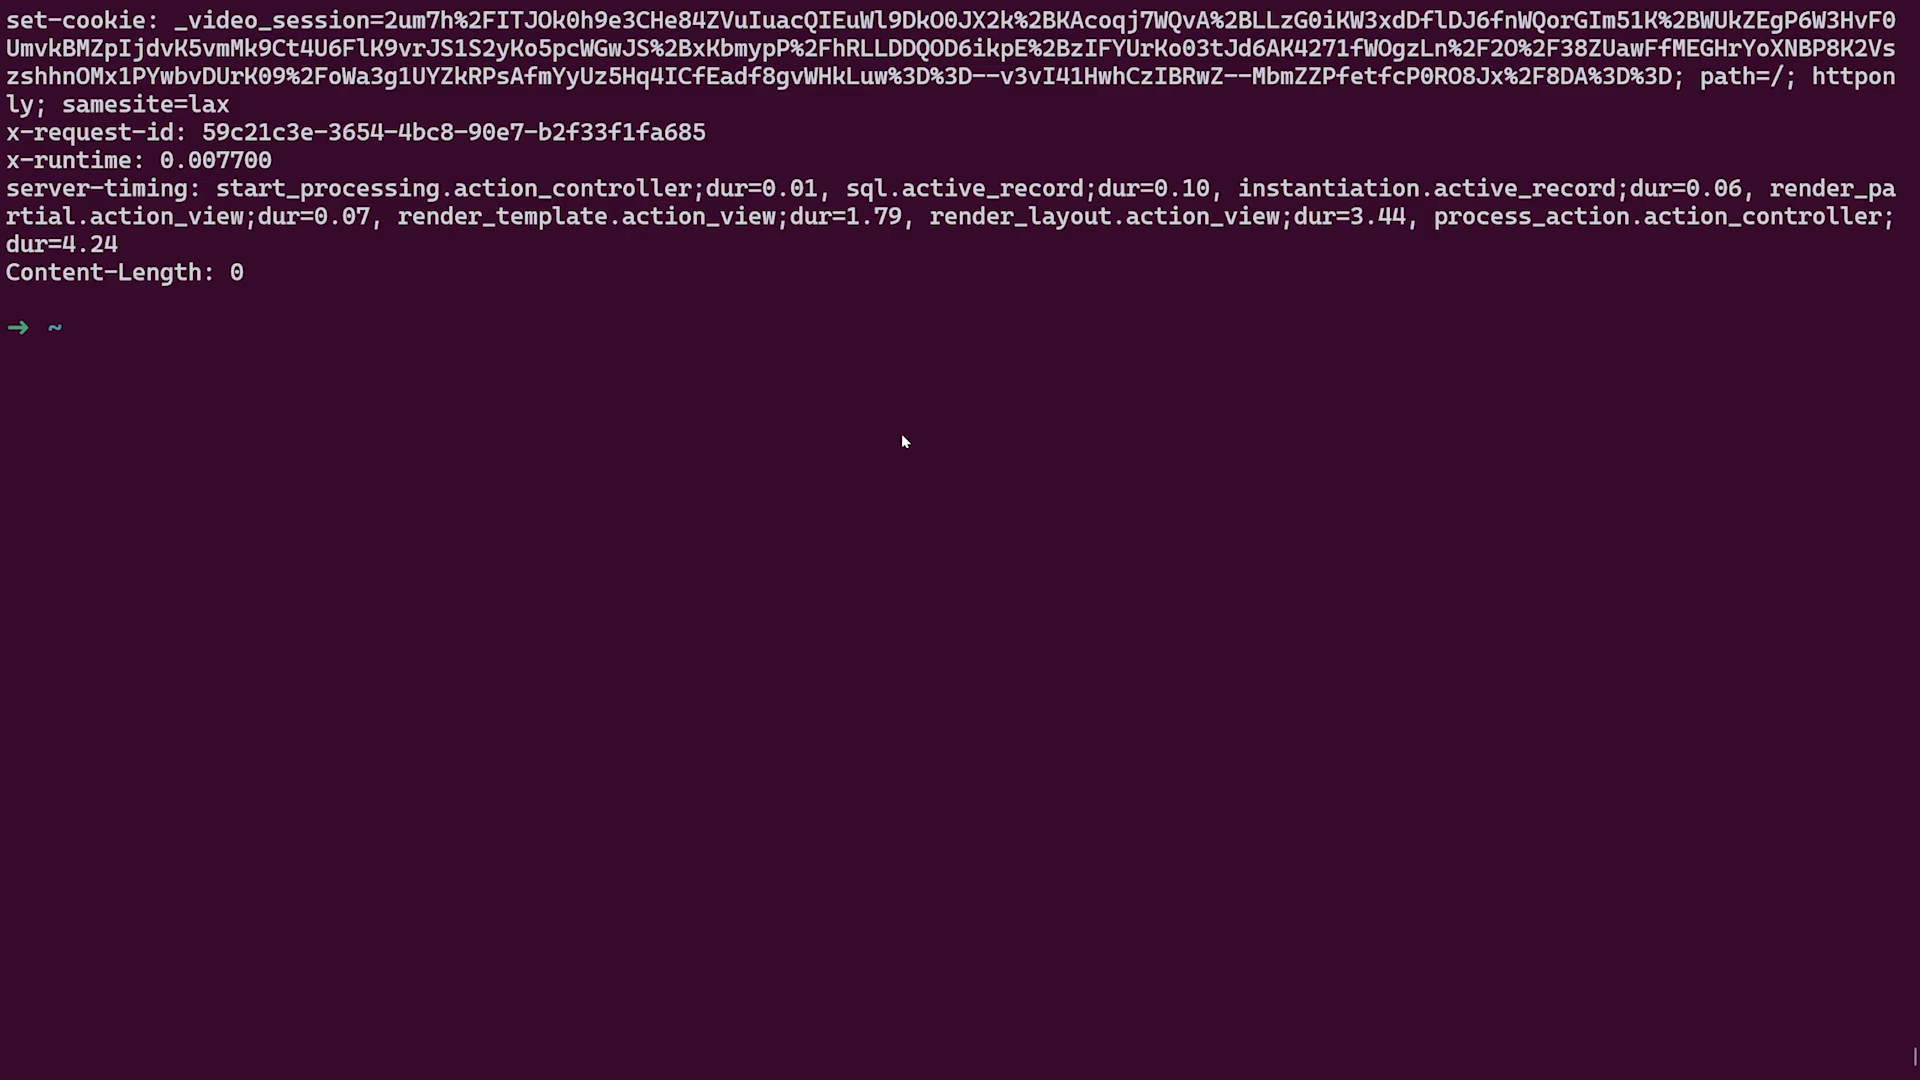 set-cookie: _video_session=2um7h%2FITJOk0h9e3CHe84ZVuIuacQIEuWl9DkO0JX2k%2BKAcoqj7WQvA%2BLLzG0iKW3xdDflDJ6fnWQorGIm51K%2BWUkZEgP6W3HvF0
UmvkBMZpIjdvK5vmMk9Ct4U6FlK9vrJS1S2yKo5pcWGwJS%2BxKbmypP%2FhRLLDDQOD6ikpE%2BzIFYUrKo03tJd6AK4271fWOgzLn%2F2O%2F38ZUawFfMEGHrYoXNBP8K2Vs
zshhnOMx1PYwbvDUrK09%2FoWa3g1UYZkRPsAfmYyUz5Hq4ICfEadf8gvWHkLuw%3D%3D--v3vI41HwhCzIBRwZ--MbmZZPfetfcP0RO8Jx%2F8DA%3D%3D; path=/; httpon
ly; samesite=lax
x-request-id: 59c21c3e-3654-4bc8-90e7-b2f33f1fa685
x-runtime: 0.007700
server-timing: start_processing.action_controller;dur=0.01, sql.active_record;dur=0.10, instantiation.active_record;dur=0.06, render_pa
rtial.action_view;dur=0.07, render_template.action_view;dur=1.79, render_layout.action_view;dur=3.44, process_action.action_controller;
dur=4.24
Content-Length: 0
➜ ~